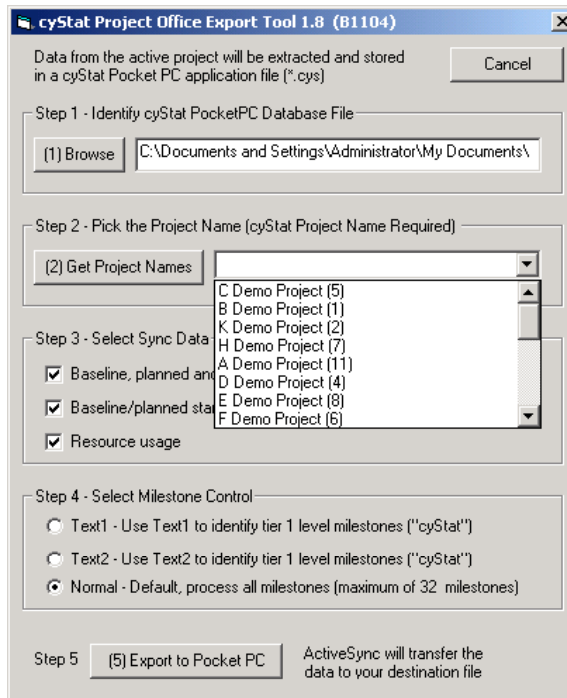 cyStat Project Office Export Tool 1.8 (B1104)
Data from the active project will be extracted and stored
in a cyStat Pocket PC application file (*.cys)
Cancel
Step 1 - Identify cyStat PocketPC Database File
(1) Browse
C:\Documents and Settings\Administrator\My Documents\
Step 2 - Pick the Project Name (cyStat Project Name Required)
(2) Get Project Names
C Demo Project (5)
B Demo Project (1)
K Demo Project (2)
H Demo Project (7)
A Demo Project (11)
D Demo Project (4)
E Demo Project (8)
F Demo Project (6)
Step 3 - Select Sync Data
Baseline, planned and
Baseline/planned
Resource usage
Step 4 - Select Milestone Control
Text1 - Use Text1 to identify tier 1 level milestones ("cyStat")
Text2 - Use Text2 to identify tier 1 level milestones ("cyStat")
Normal - Default, process all milestones (maximum of 32 milestones)
Step 5
(5) Export to Pocket PC
ActiveSync will transfer the
data to your destination file